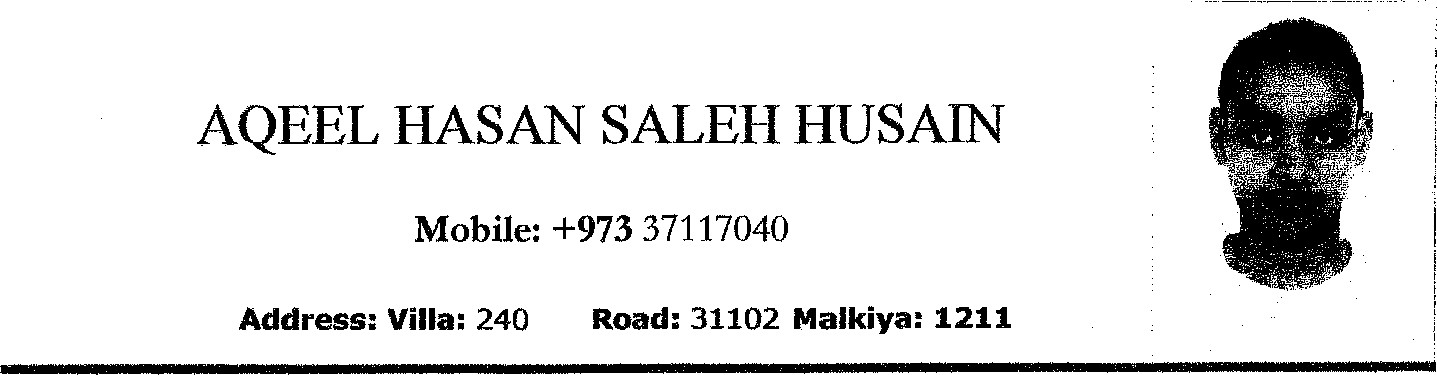 AQEEL HASAN SALEH HUSAIN
Mobile: +973 37117040
Address: Villa: 240 Road: 31102 Malkiya: 1211